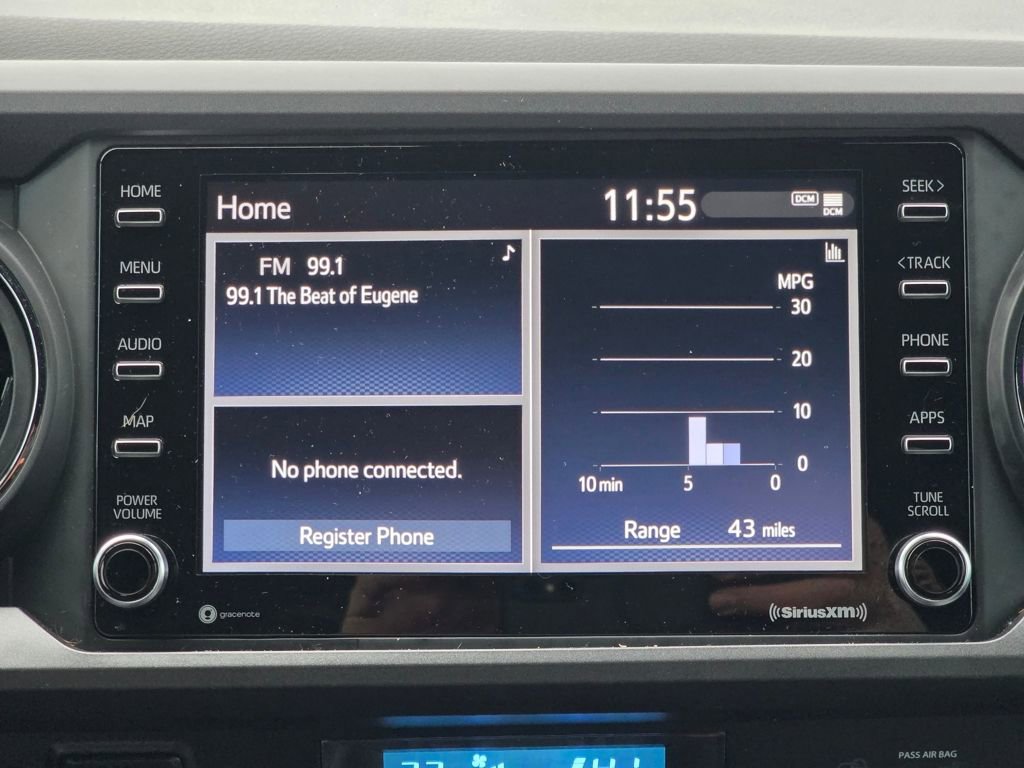 HOME
MENU
AUDIO
MAP
POWER
VOLUME
Home
11:55
DCM
DCM
FM 99.1
99.1 The Beat of Eugene
No phone connected.
Register Phone
MPG
30
20
10
0
10 min 5 0
Range 43 miles
SEEK>
<TRACK
PHONE
APPS
TUNE
SCROLL
gracenote
((SiriusXM))
PASS AIR BAG